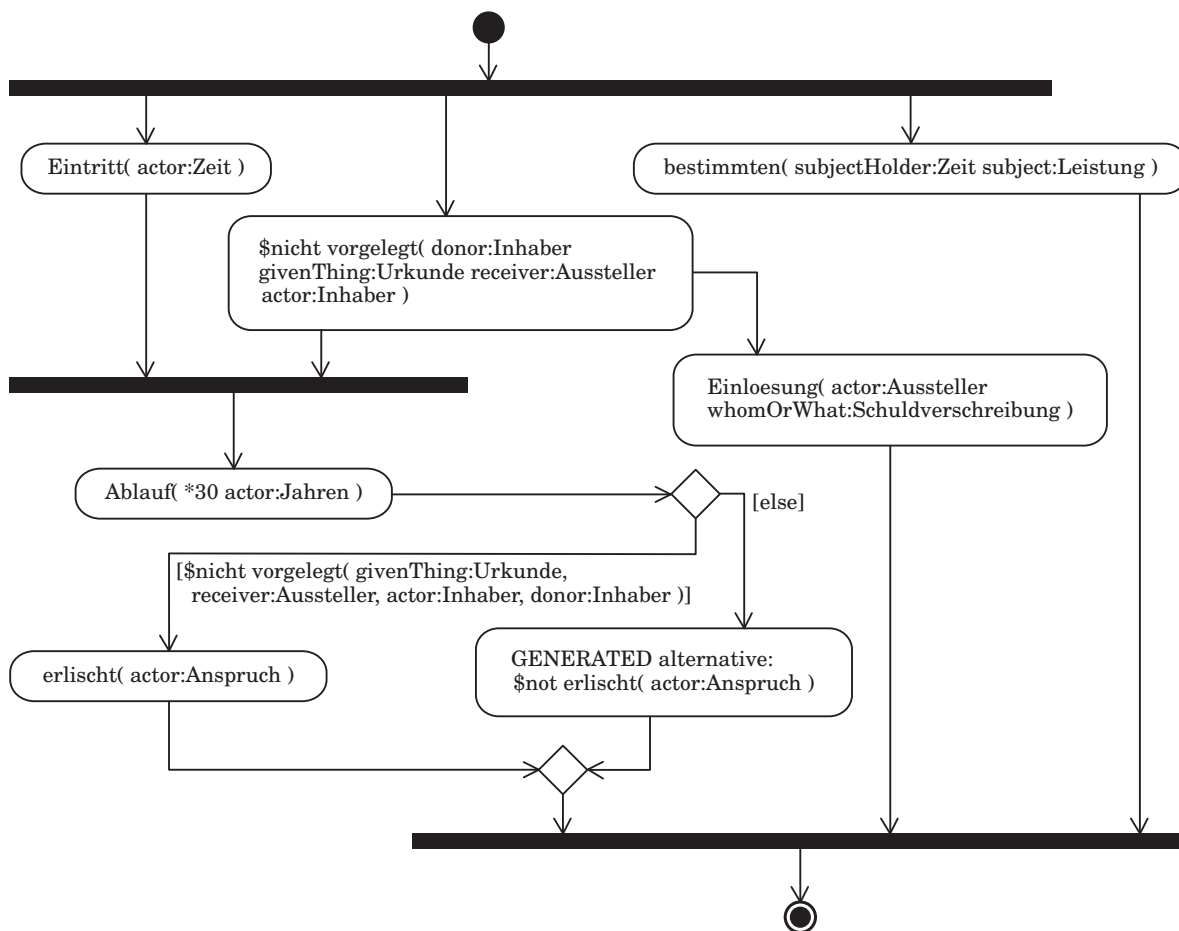 Eintritt( actor:Zeit )
bestimmten( subjectHolder:Zeit subject:Leistung )
$nicht vorgelegt( donor:Inhaber
givenThing:Urkunde receiver:Aussteller
actor:Inhaber )
Einloesung( actor:Aussteller
whomOrWhat:Schuldverschreibung )
Ablauf( *30 actor:Jahren )
[else]
[$nicht vorgelegt( givenThing:Urkunde,
receiver:Aussteller, actor:Inhaber, donor:Inhaber )]
erlischt( actor:Anspruch )
GENERATED alternative:
$not erlischt( actor:Anspruch )